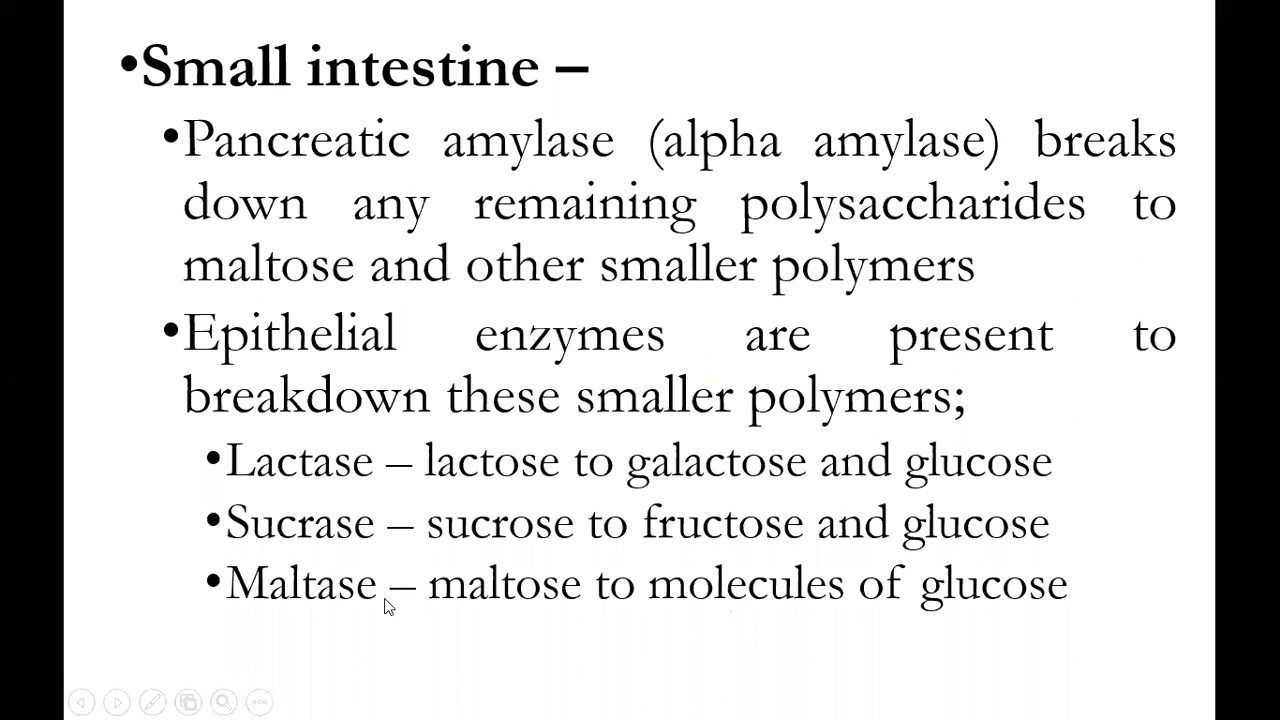 •Small intestine –
•Pancreatic amylase (alpha amylase) breaks
down any remaining polysaccharides to
maltose and other smaller polymers
•Epithelial enzymes are present to
breakdown these smaller polymers;
•Lactase – lactose to galactose and glucose
•Sucrase – sucrose to fructose and glucose
•Maltase – maltose to molecules of glucose